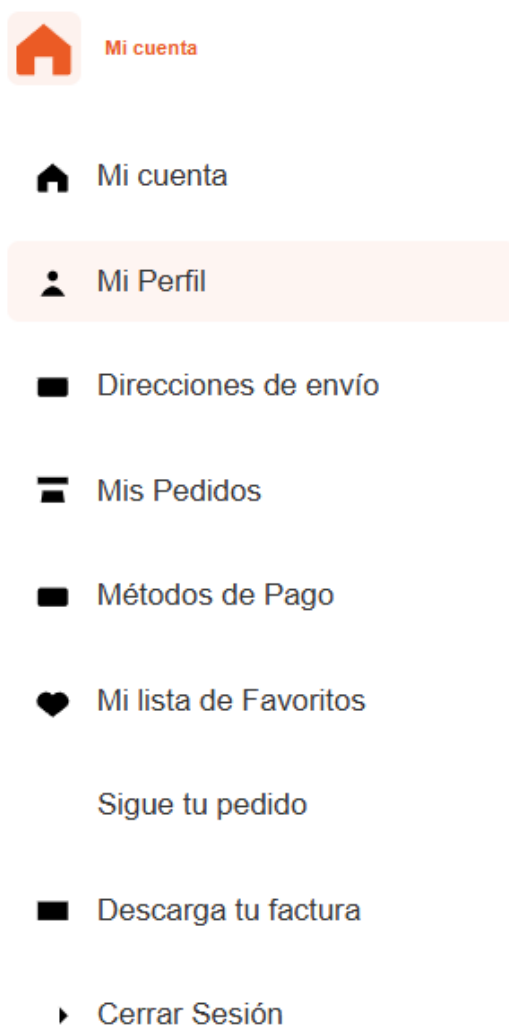 Mi cuenta
Mi cuenta
Mi Perfil
Direcciones de envío
Mis Pedidos
Métodos de Pago
Mi lista de Favoritos
Sigue tu pedido
Descarga tu factura
Cerrar Sesión